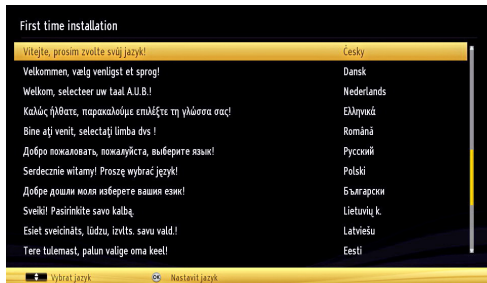 First time installation
Vítejte, prosím zvolte svůj jazyk! Česky
Velkommen, vælg venligst et sprog! Dansk
Welkom, selecteer uw taal A.U.B.! Nederlands
Καλώς ήλθατε, παρακαλούμε επιλέξτε τη γλώσσα σας! Ελληνικά
Bine aţi venit, selectaţi limba dvs ! Română
Добро пожаловать, пожалуйста, выберите язык! Русский
Serdecznie witamy! Proszę wybrać język! Polski
Добре дошли моля изберете вашия език! Български
Sveiki! Pasirinkite savo kalbą. Lietuvių k.
Esiet sveicināts, lūdzu, izvlts. savu vald.! Latviešu
Tere tulemast, palun valige oma keel! Eesti
Vybrat jazyk OK Nastavit jazyk